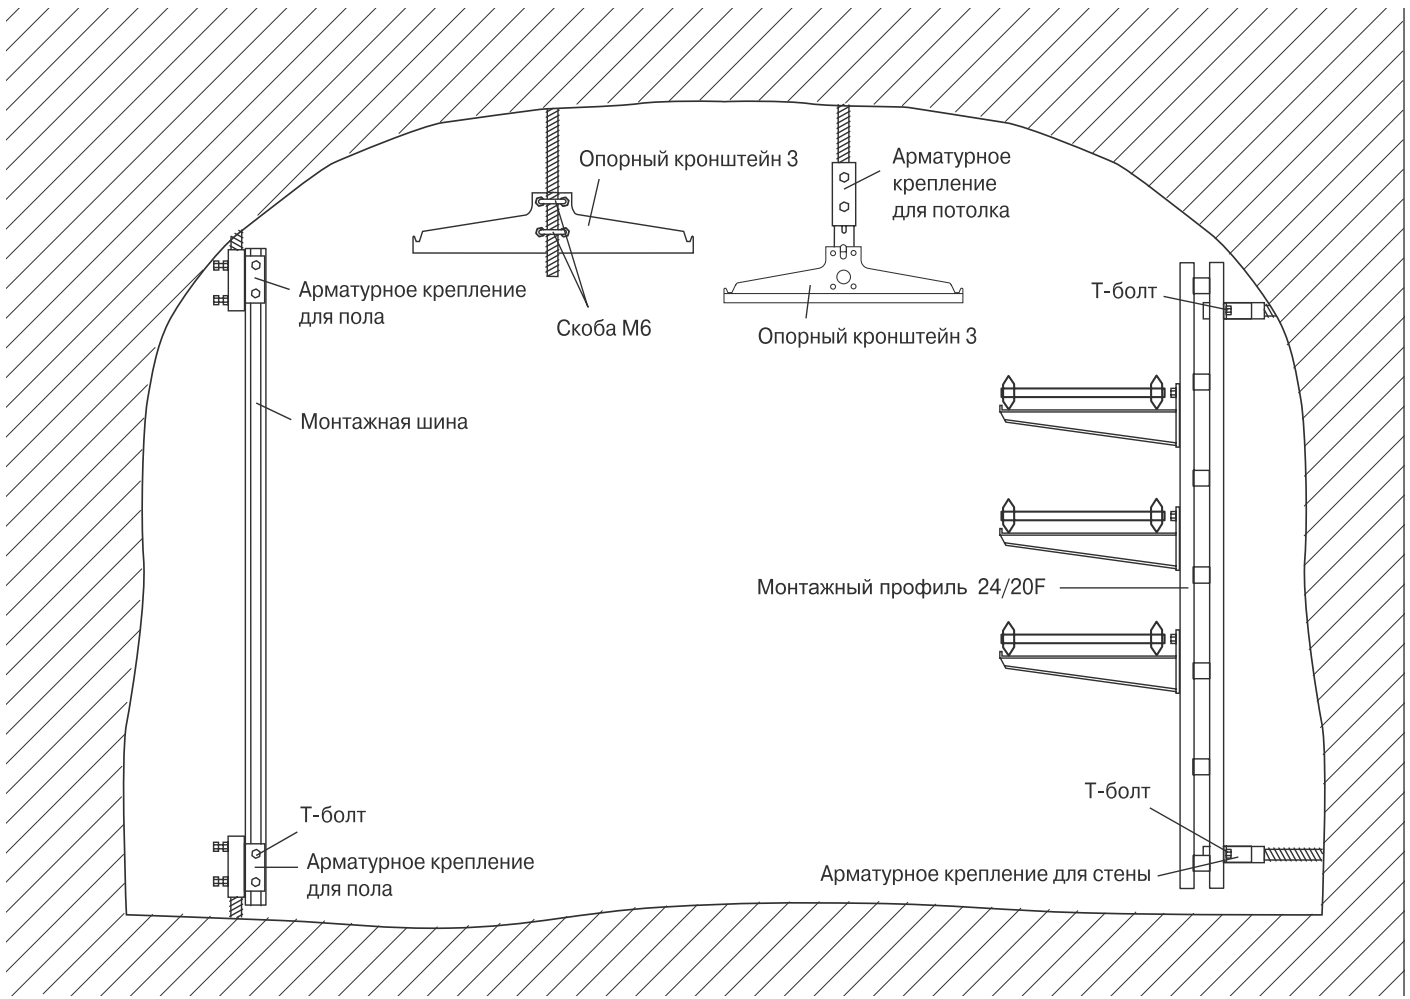 Опорный кронштейн 3
Арматурное
крепление
для потолка
Арматурное крепление
для пола
Скоба М6
Опорный кронштейн 3
Т-болт
Монтажная шина
Монтажный профиль 24/20F
Т-болт
Т-болт
Арматурное крепление
для пола
Арматурное крепление для стены